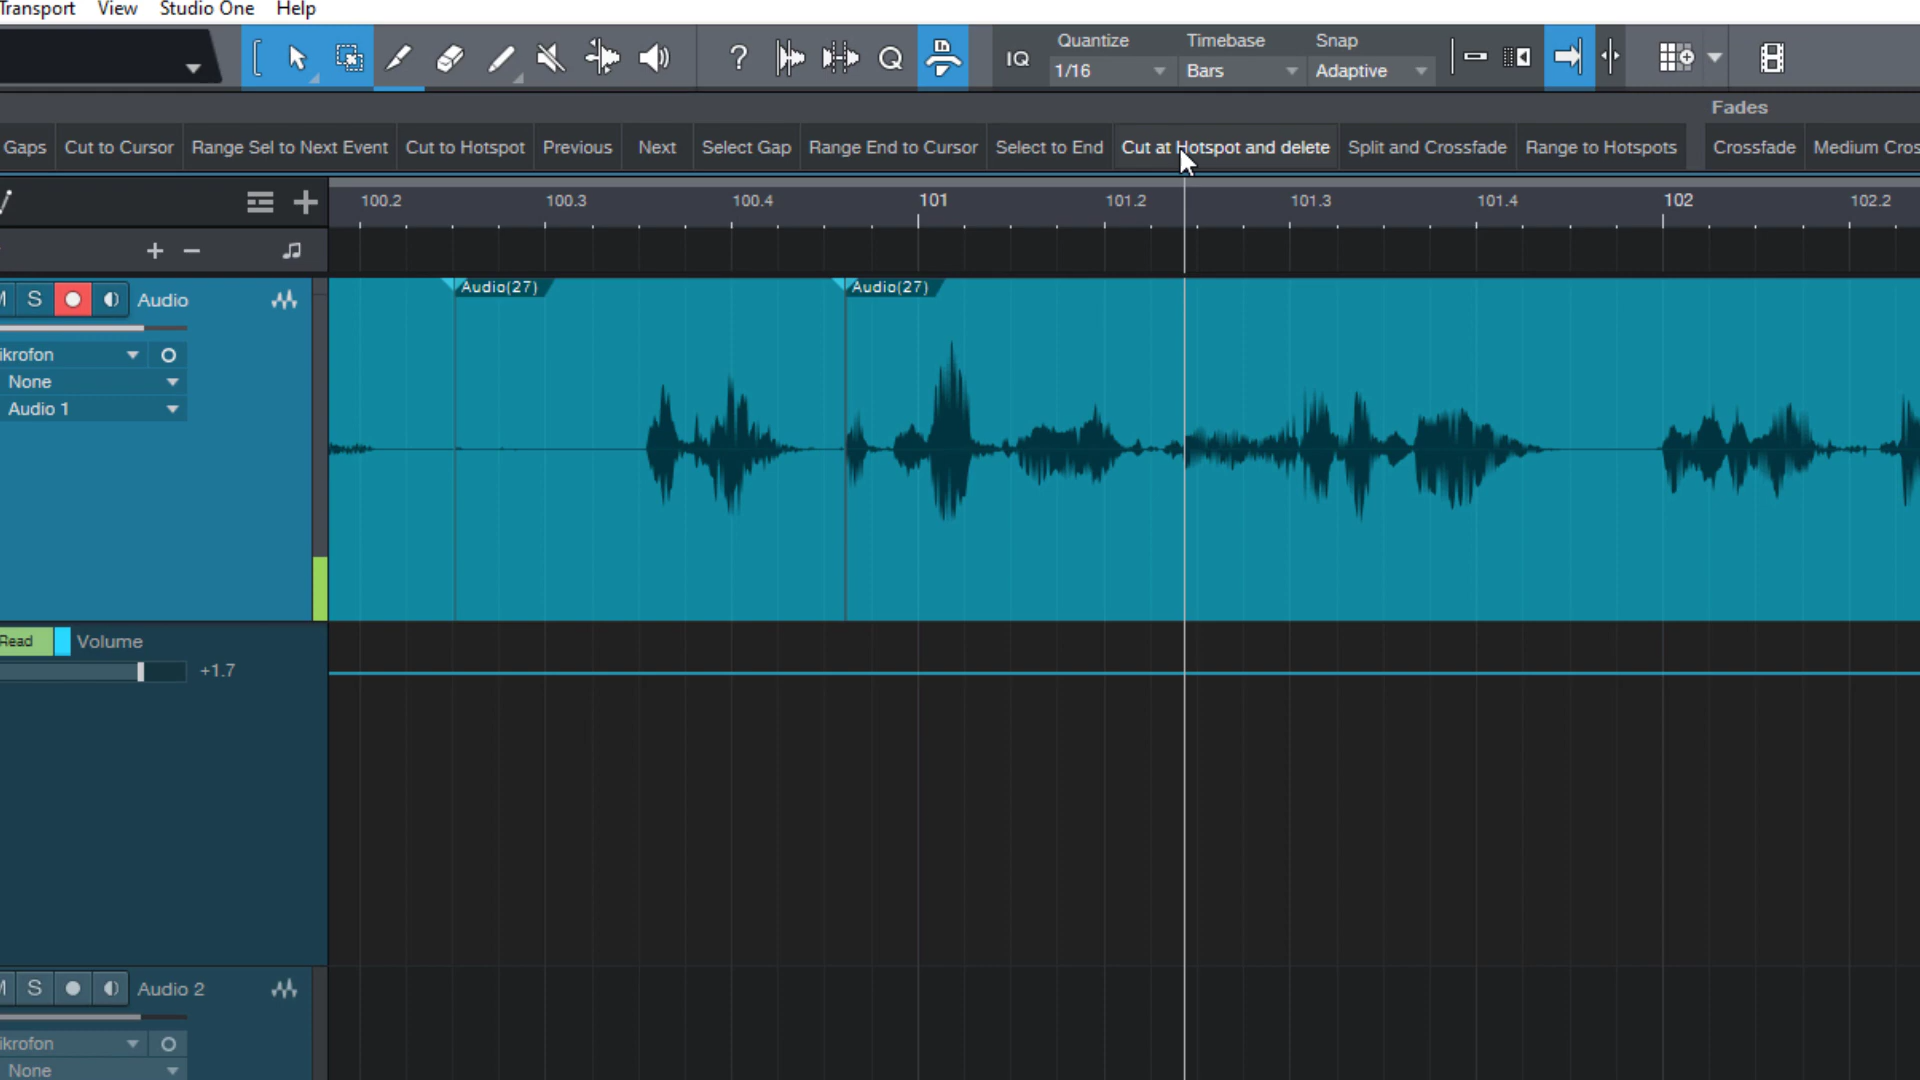 Transport View Studio One Help
IQ Quantize Timebase Snap
1/16 Bars Adaptive
Fades
Gaps Cut to Cursor Range Sel to Next Event Cut to Hotspot Previous Next Select Gap Range End to Cursor Select to End Cut at Hotspot and delete Split and Crossfade Range to Hotspots Crossfade Medium Cros
100.2 100.3 100.4 101 101.2 101.3 101.4 102 102.2
Audio(27) Audio(27)
M S Audio
ikrofon
None
Audio 1
Read Volume
+1.7
M S Audio 2
ikrofon
None